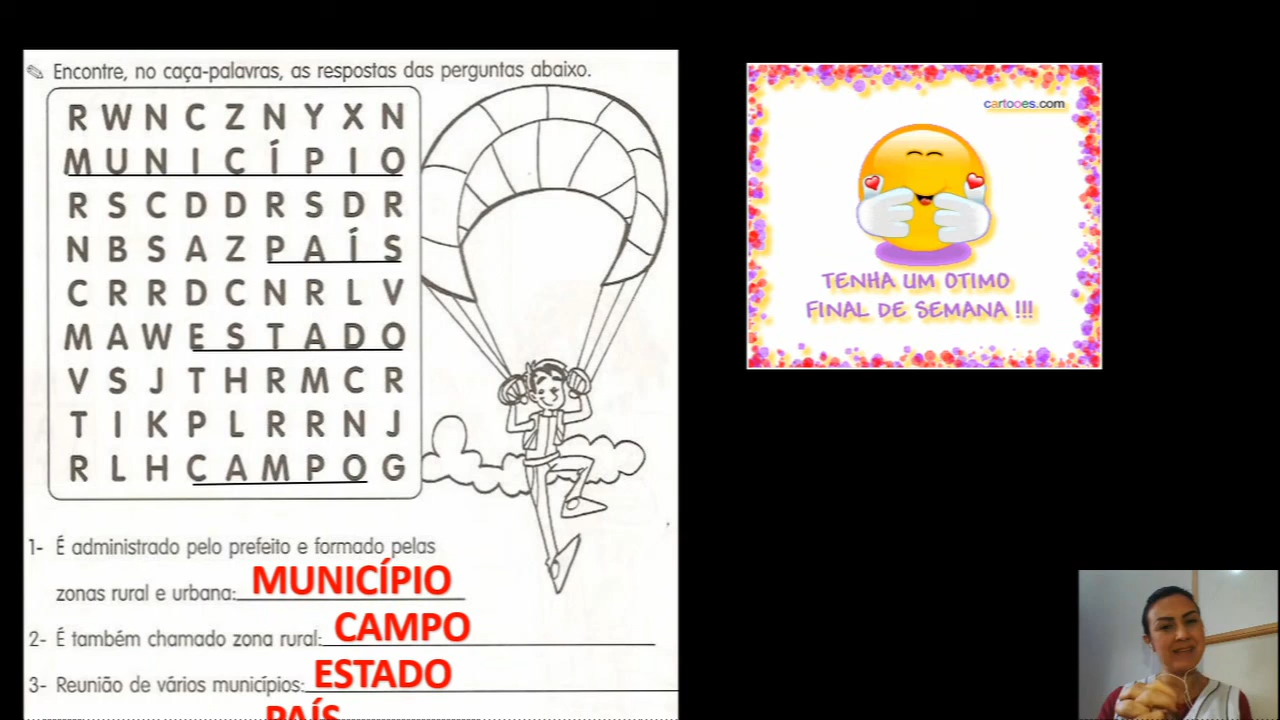 Encontre, no caça-palavras, as respostas das perguntas abaixo.
R W N C Z N Y X N
M U N I C Í P I O
R S C D D R S D R
N B S A Z P A Í S
C R R D C N R L V
M A W E S T A D O
V S J T H R M C R
T I K P L R R N J
R L H C A M P O G
1- É administrado pelo prefeito e formado pelas
zonas rural e urbana: MUNICÍPIO
2- É também chamado zona rural: CAMPO
3- Reunião de vários municípios: ESTADO
PAÍS
cartooes.com
TENHA UM OTIMO
FINAL DE SEMANA !!!